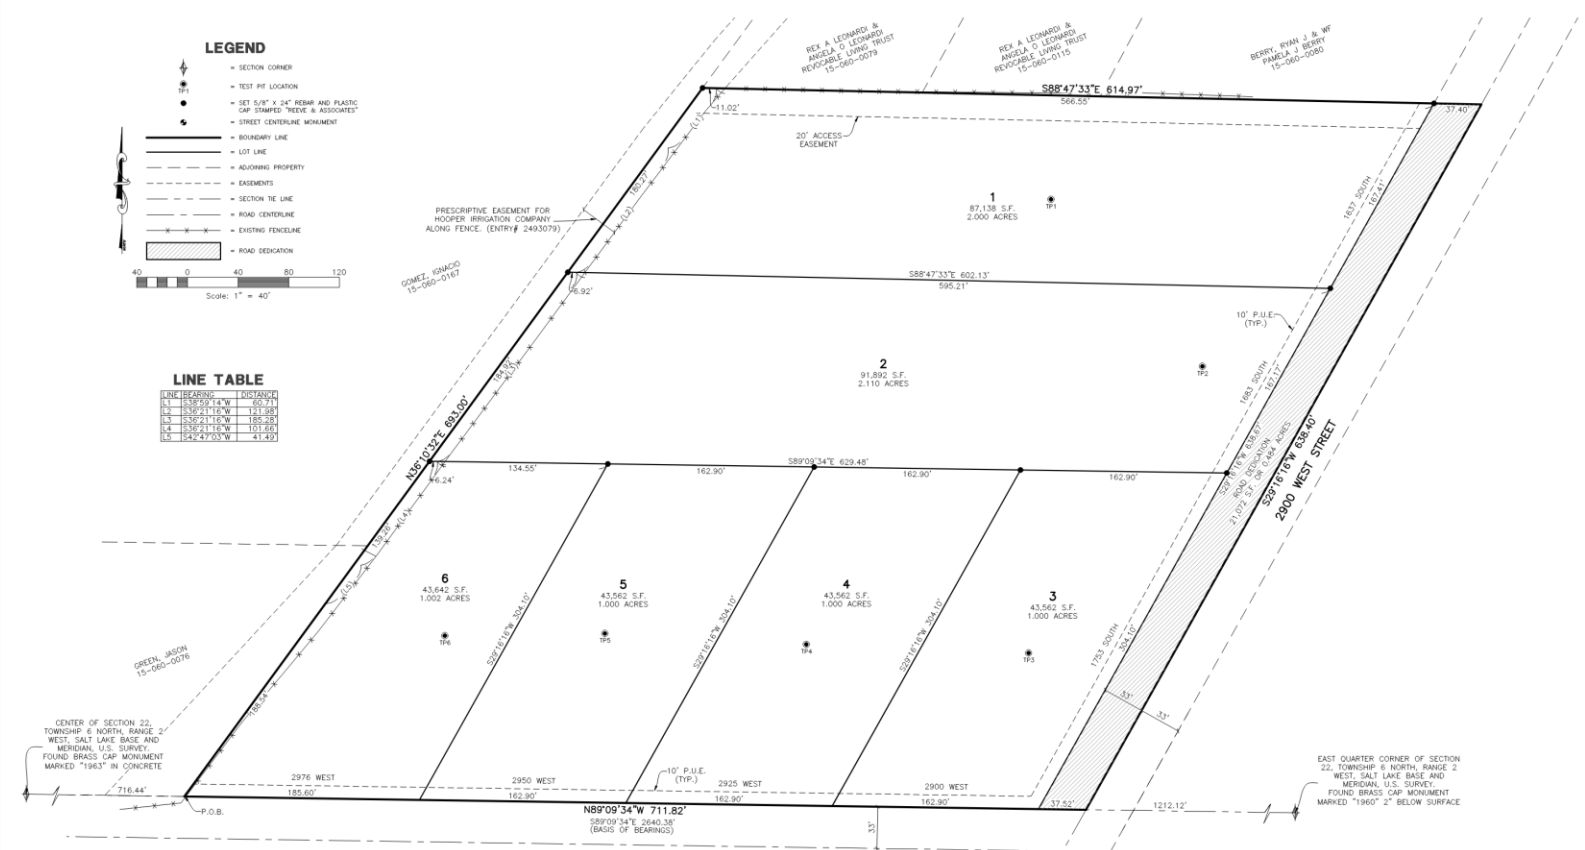 LEGEND
= SECTION CORNER
TP1
= TEST PIT LOCATION
= SET 5/8" X 24" REBAR AND PLASTIC
CAP STAMPED "REEVE & ASSOCIATES"
= STREET CENTERLINE MONUMENT
= BOUNDARY LINE
= LOT LINE
= ADJOINING PROPERTY
= EASEMENTS
= SECTION TIE LINE
= ROAD CENTERLINE
= EXISTING FENCELINE
= ROAD DEDICATION
40 0 40 80 120
Scale: 1" = 40'
LINE TABLE
LINE BEARING DISTANCE
L1 S38°59'14"W 60.71'
L2 S36°21'16"W 121.98'
L3 S36°21'16"W 185.28'
L4 S36°21'16"W 101.66'
L5 S42°47'03"W 41.49'
REX A LEONARDI &
ANGELA O LEONARDI
REVOCABLE LIVING TRUST
15-060-0079
REX A LEONARDI &
ANGELA O LEONARDI
REVOCABLE LIVING TRUST
15-060-0115
BERRY, RYAN J & WF
PAMELA J BERRY
15-060-0080
S88°47'33"E 614.97'
566.55'
37.40'
11.02'
(L1)
20' ACCESS
EASEMENT
180.27'
(L2)
PRESCRIPTIVE EASEMENT FOR
HOOPER IRRIGATION COMPANY
ALONG FENCE. (ENTRY# 2493079)
1
87,138 S.F.
2.000 ACRES
TP1
1637 SOUTH
167.41'
GOMEZ, IGNACIO
15-060-0167
S88°47'33"E 602.13'
595.21'
6.92'
10' P.U.E.
(TYP.)
184.92'
(L3)
2
91,892 S.F.
2.110 ACRES
TP2
1683 SOUTH
167.17'
N36°10'32"E 693.00'
S89°09'34"E 629.48'
134.55'
162.90'
162.90'
162.90'
6.24'
S29°16'16"W 638.67'
ROAD DEDICATION
21,072 S.F. OR 0.484 ACRES
S29°16'16"W 638.40'
2900 WEST STREET
(L4)
139.26'
(L5)
6
43,642 S.F.
1.002 ACRES
TP6
S29°16'16"W 304.10'
5
43,562 S.F.
1.000 ACRES
TP5
S29°16'16"W 304.10'
4
43,562 S.F.
1.000 ACRES
TP4
S29°16'16"W 304.10'
3
43,562 S.F.
1.000 ACRES
TP3
1753 SOUTH
304.10'
33'
33'
GREEN, JASON
15-060-0076
188.54'
CENTER OF SECTION 22,
TOWNSHIP 6 NORTH, RANGE 2
WEST, SALT LAKE BASE AND
MERIDIAN, U.S. SURVEY.
FOUND BRASS CAP MONUMENT
MARKED "1963" IN CONCRETE
716.44'
P.O.B.
2976 WEST
185.60'
2950 WEST
162.90'
10' P.U.E.
(TYP.)
2925 WEST
162.90'
2900 WEST
162.90'
37.52'
N89°09'34"W 711.82'
S89°09'34"E 2640.38'
(BASIS OF BEARINGS)
33'
1212.12'
EAST QUARTER CORNER OF SECTION
22, TOWNSHIP 6 NORTH, RANGE 2
WEST, SALT LAKE BASE AND
MERIDIAN, U.S. SURVEY.
FOUND BRASS CAP MONUMENT
MARKED "1960" 2" BELOW SURFACE